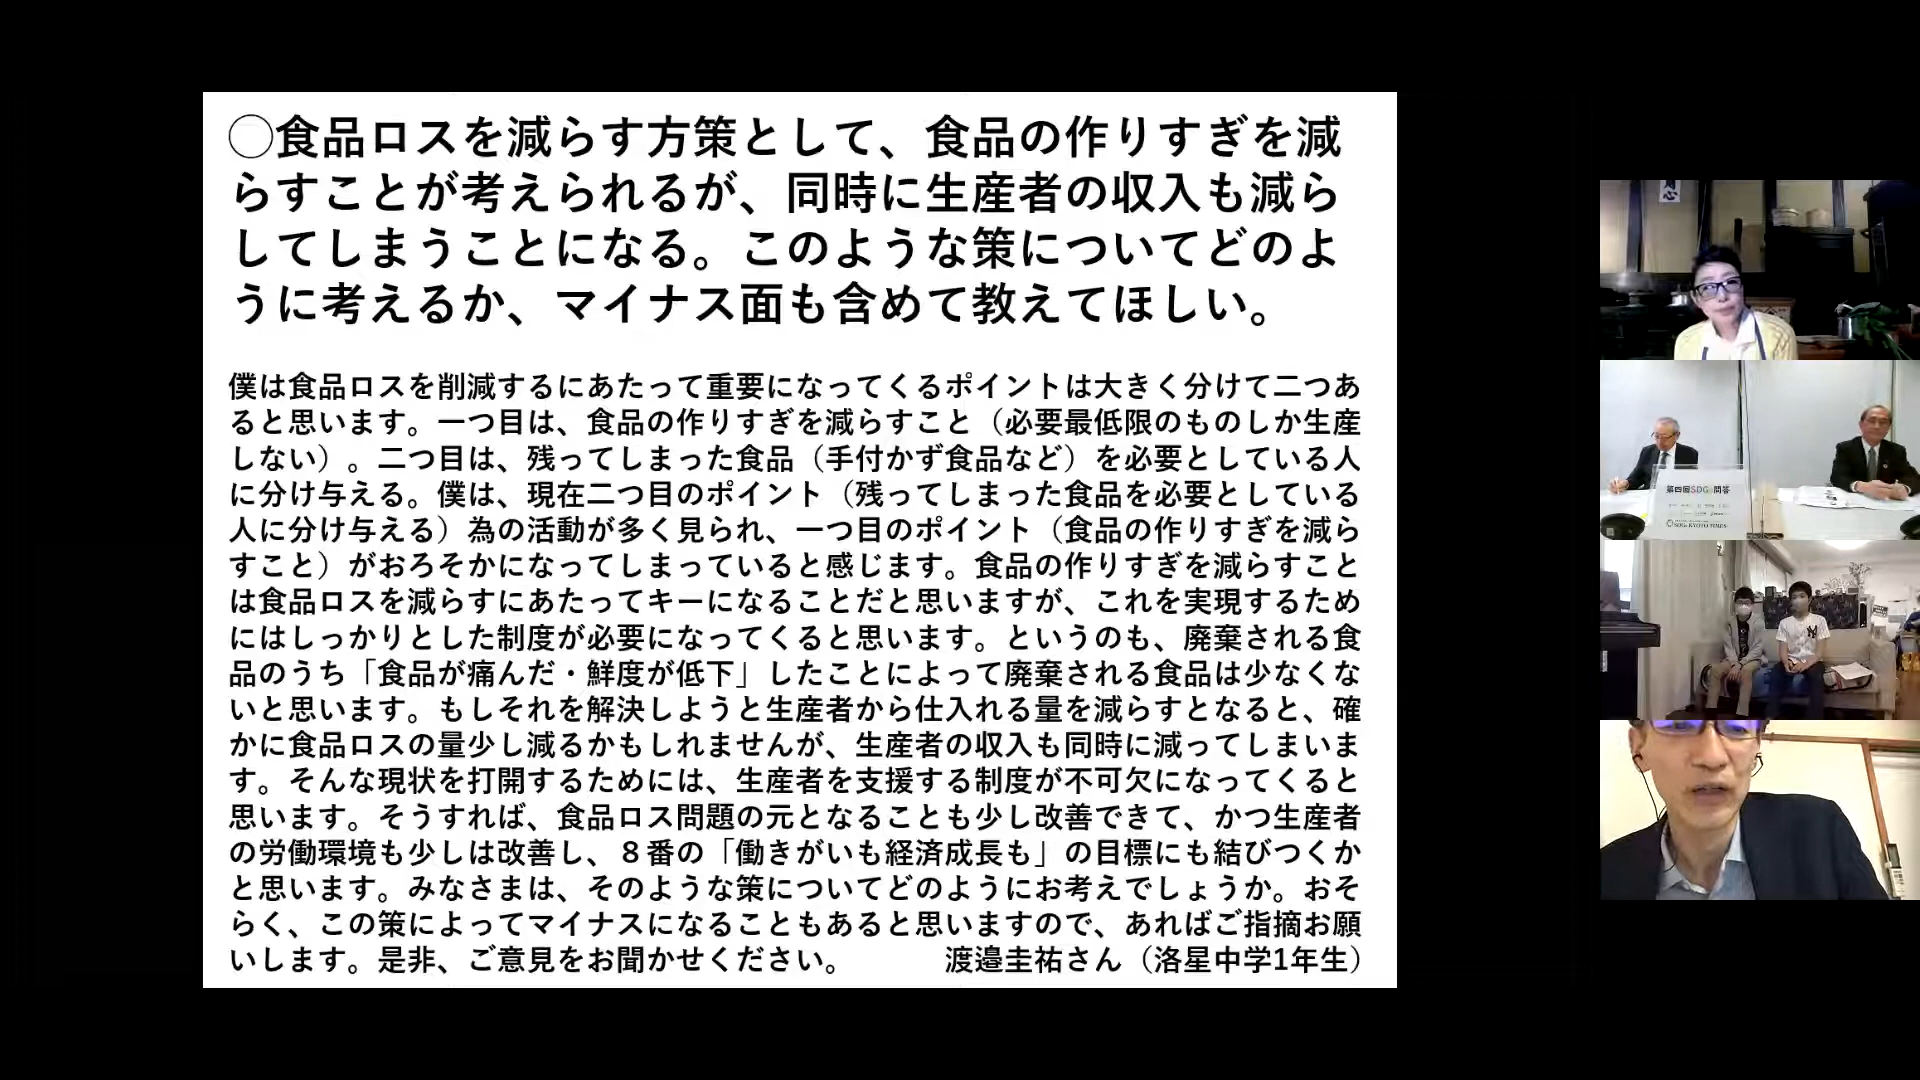 ◯食品ロスを減らす方策として、食品の作りすぎを減
らすことが考えられるが、同時に生産者の収入も減ら
してしまうことになる。このような策についてどのよ
うに考えるか、マイナス面も含めて教えてほしい。
僕は食品ロスを削減するにあたって重要になってくるポイントは大きく分けて二つあ
ると思います。一つ目は、食品の作りすぎを減らすこと（必要最低限のものしか生産
しない）。二つ目は、残ってしまった食品（手付かず食品など）を必要としている人
に分け与える。僕は、現在二つ目のポイント（残ってしまった食品を必要としている
人に分け与える）為の活動が多く見られ、一つ目のポイント（食品の作りすぎを減ら
すこと）がおろそかになってしまっていると感じます。食品の作りすぎを減らすこと
は食品ロスを減らすにあたってキーになることだと思いますが、これを実現するため
にはしっかりとした制度が必要になってくると思います。というのも、廃棄される食
品のうち「食品が痛んだ・鮮度が低下」したことによって廃棄される食品は少なくな
いと思います。もしそれを解決しようと生産者から仕入れる量を減らすとなると、確
かに食品ロスの量少し減るかもしれませんが、生産者の収入も同時に減ってしまいま
す。そんな現状を打開するためには、生産者を支援する制度が不可欠になってくると
思います。そうすれば、食品ロス問題の元となることも少し改善できて、かつ生産者
の労働環境も少しは改善し、８番の「働きがいも経済成長も」の目標にも結びつくか
と思います。みなさまは、そのような策についてどのようにお考えでしょうか。おそ
らく、この策によってマイナスになることもあると思いますので、あればご指摘お願
いします。是非、ご意見をお聞かせください。 渡邉圭祐さん（洛星中学1年生）
第四回SDGs問答
SDGs KYOTO TIMES